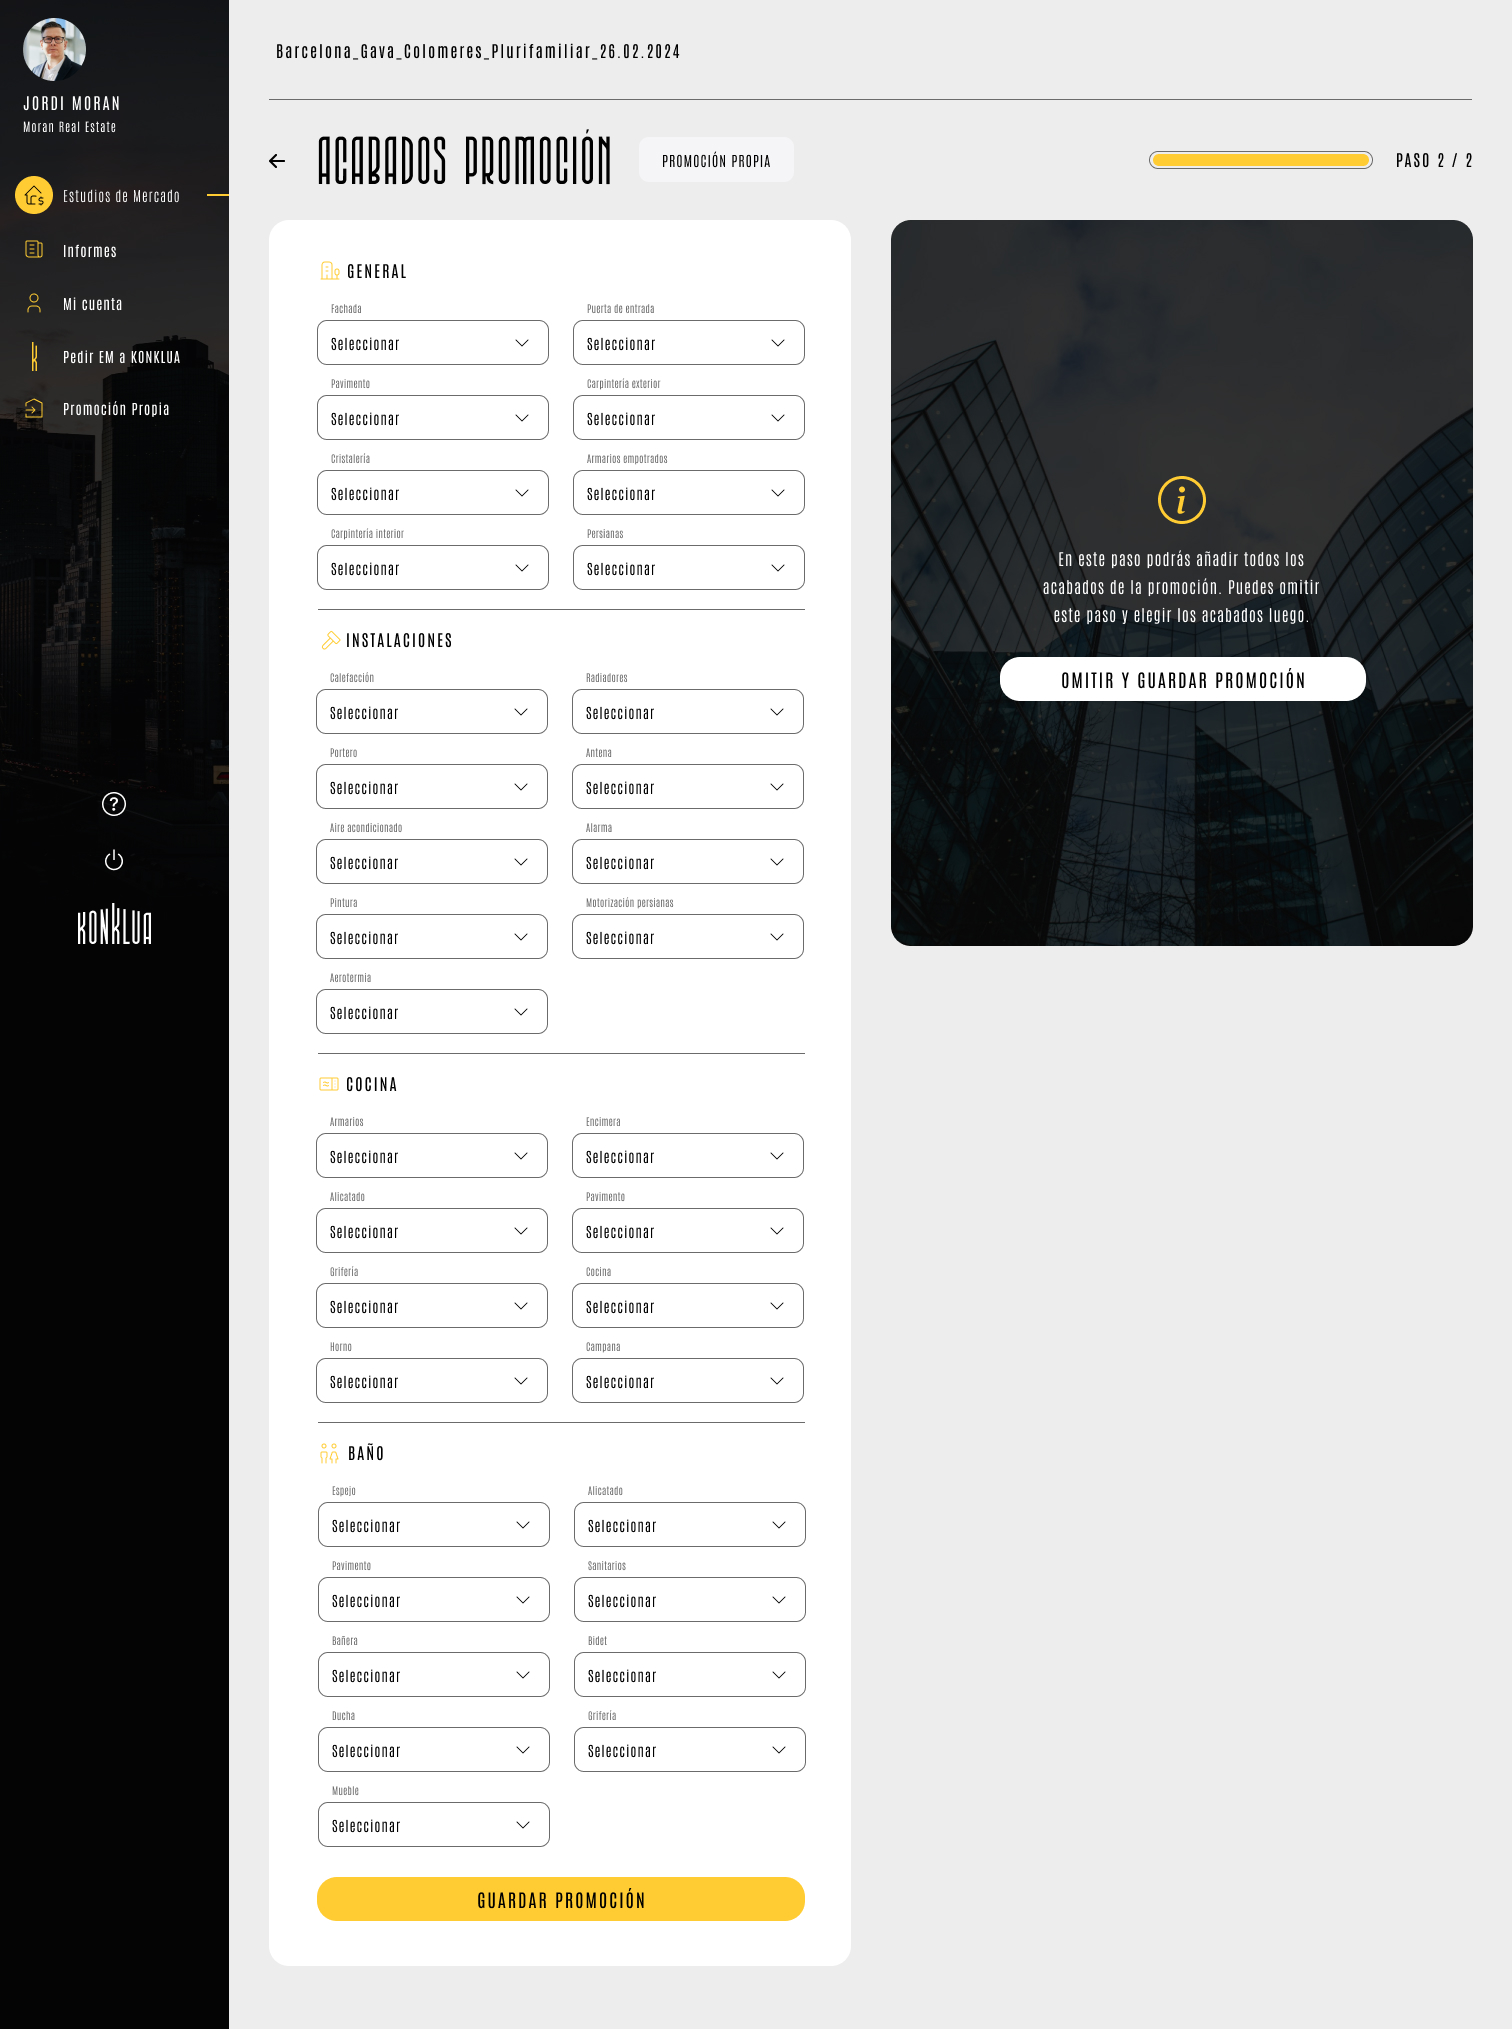 JORDI MORAN
Moran Real Estate
Estudios de Mercado
Informes
Mi cuenta
Pedir EM a KONKLUA
Promoción Propia
?
KONKLUA
Barcelona_Gava_Colomeres_Plurifamiliar_26.02.2024
ACABADOS PROMOCIÓN
PROMOCIÓN PROPIA
PASO 2 / 2
GENERAL
Fachada
Puerta de entrada
Seleccionar
Seleccionar
Pavimento
Carpintería exterior
Seleccionar
Seleccionar
Cristalería
Armarios empotrados
Seleccionar
Seleccionar
Carpintería interior
Persianas
Seleccionar
Seleccionar
INSTALACIONES
Calefacción
Radiadores
Seleccionar
Seleccionar
Portero
Antena
Seleccionar
Seleccionar
Aire acondicionado
Alarma
Seleccionar
Seleccionar
Pintura
Motorización persianas
Seleccionar
Seleccionar
Aerotermia
Seleccionar
COCINA
Armarios
Encimera
Seleccionar
Seleccionar
Alicatado
Pavimento
Seleccionar
Seleccionar
Grifería
Cocina
Seleccionar
Seleccionar
Horno
Campana
Seleccionar
Seleccionar
BAÑO
Espejo
Alicatado
Seleccionar
Seleccionar
Pavimento
Sanitarios
Seleccionar
Seleccionar
Bañera
Bidet
Seleccionar
Seleccionar
Ducha
Grifería
Seleccionar
Seleccionar
Mueble
Seleccionar
GUARDAR PROMOCIÓN
i
En este paso podrás añadir todos los
acabados de la promoción. Puedes omitir
este paso y elegir los acabados luego.
OMITIR Y GUARDAR PROMOCIÓN